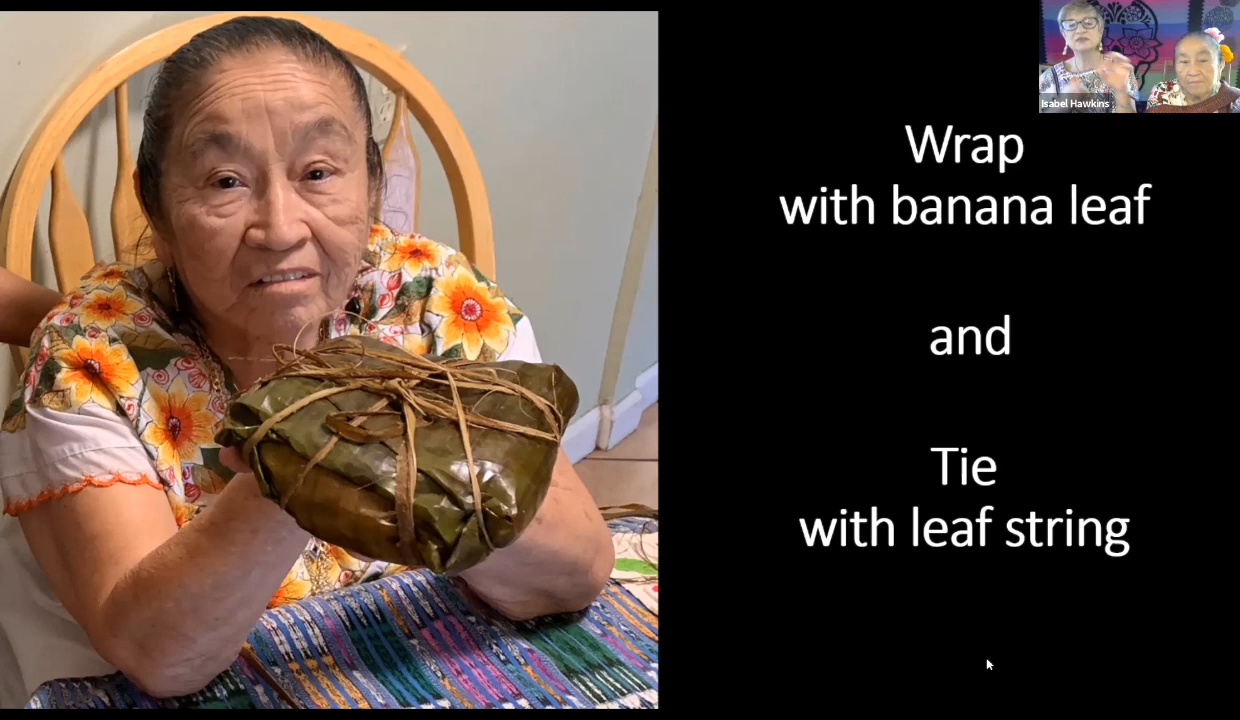 Isabel Hawkins
Wrap
with banana leaf
and
Tie
with leaf string